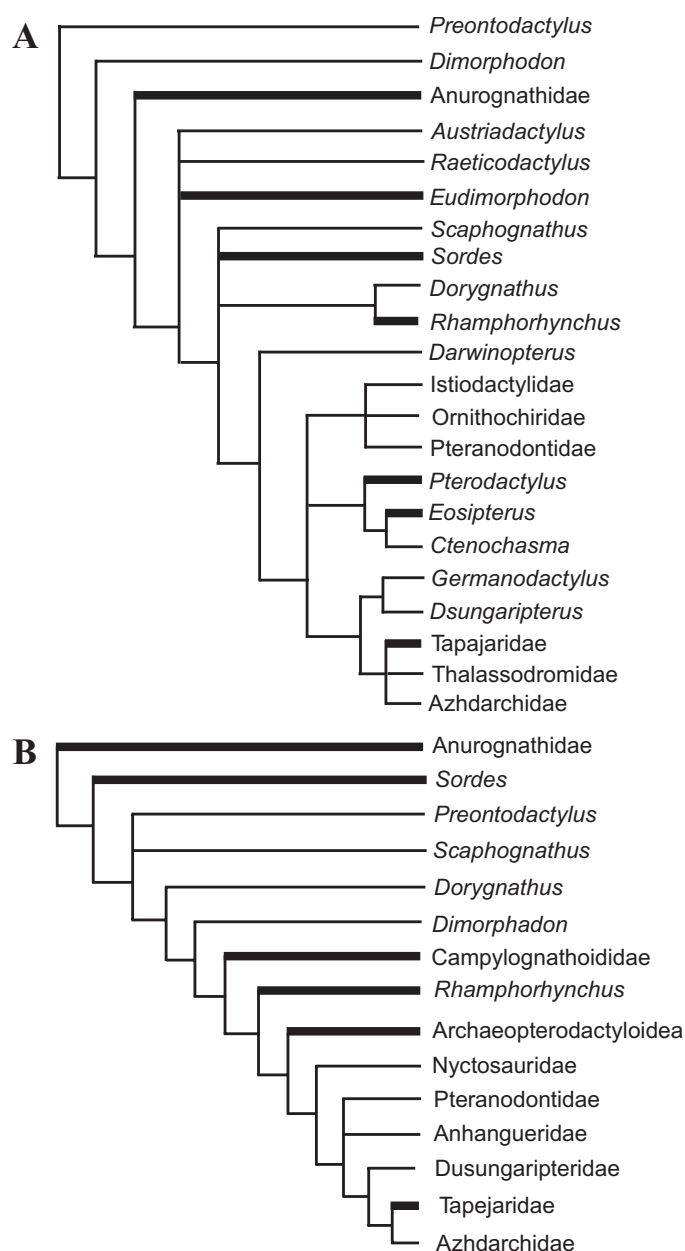 A
Preontodactylus
Dimorphodon
Anurognathidae
Austriadactylus
Raeticodactylus
Eudimorphodon
Scaphognathus
Sordes
Dorygnathus
Rhamphorhynchus
Darwinopterus
Istiodactylidae
Ornithochiridae
Pteranodontidae
Pterodactylus
Eosipterus
Ctenochasma
Germanodactylus
Dsungaripterus
Tapajaridae
Thalassodromidae
Azhdarchidae
B
Anurognathidae
Sordes
Preontodactylus
Scaphognathus
Dorygnathus
Dimorphadon
Campylognathoididae
Rhamphorhynchus
Archaeopterodactyloidea
Nyctosauridae
Pteranodontidae
Anhangueridae
Dusungaripteridae
Tapejaridae
Azhdarchidae